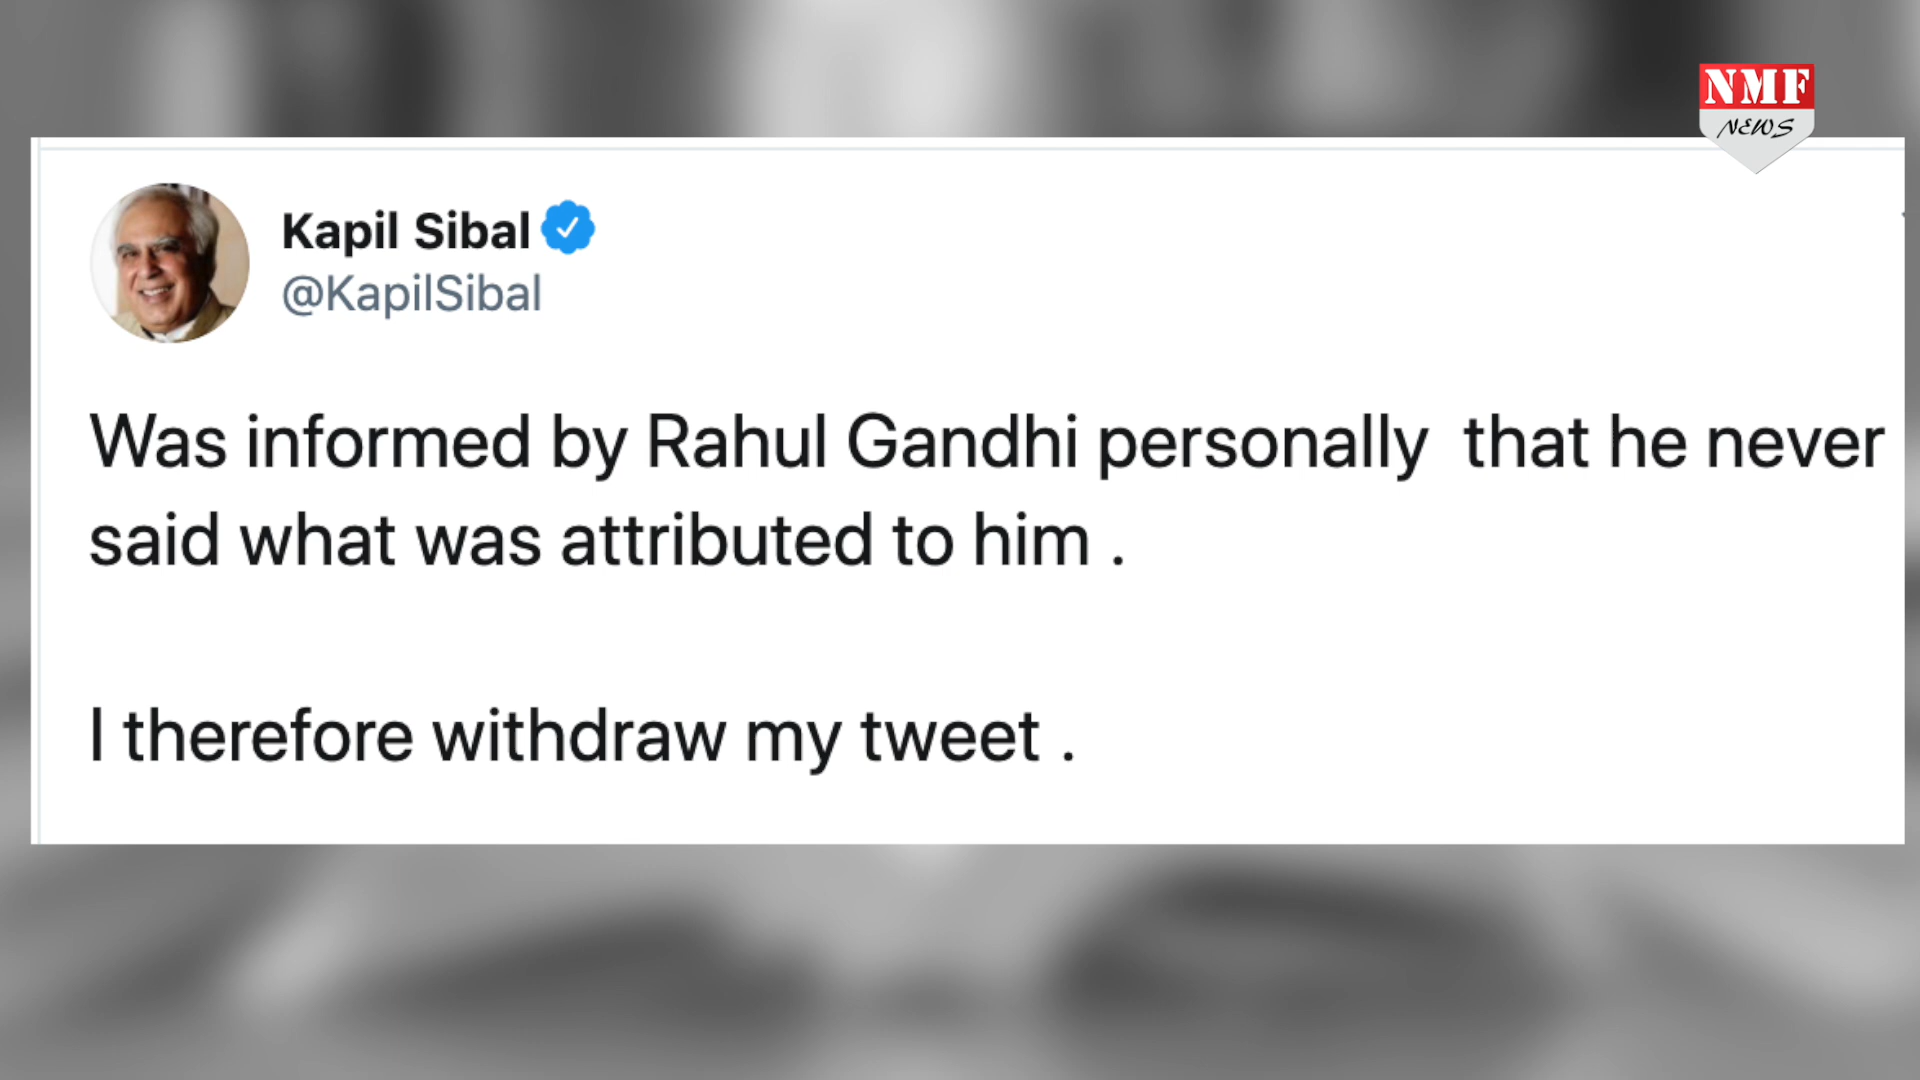 NMF
NEWS
Kapil Sibal
@KapilSibal
Was informed by Rahul Gandhi personally  that he never
said what was attributed to him .
I therefore withdraw my tweet .